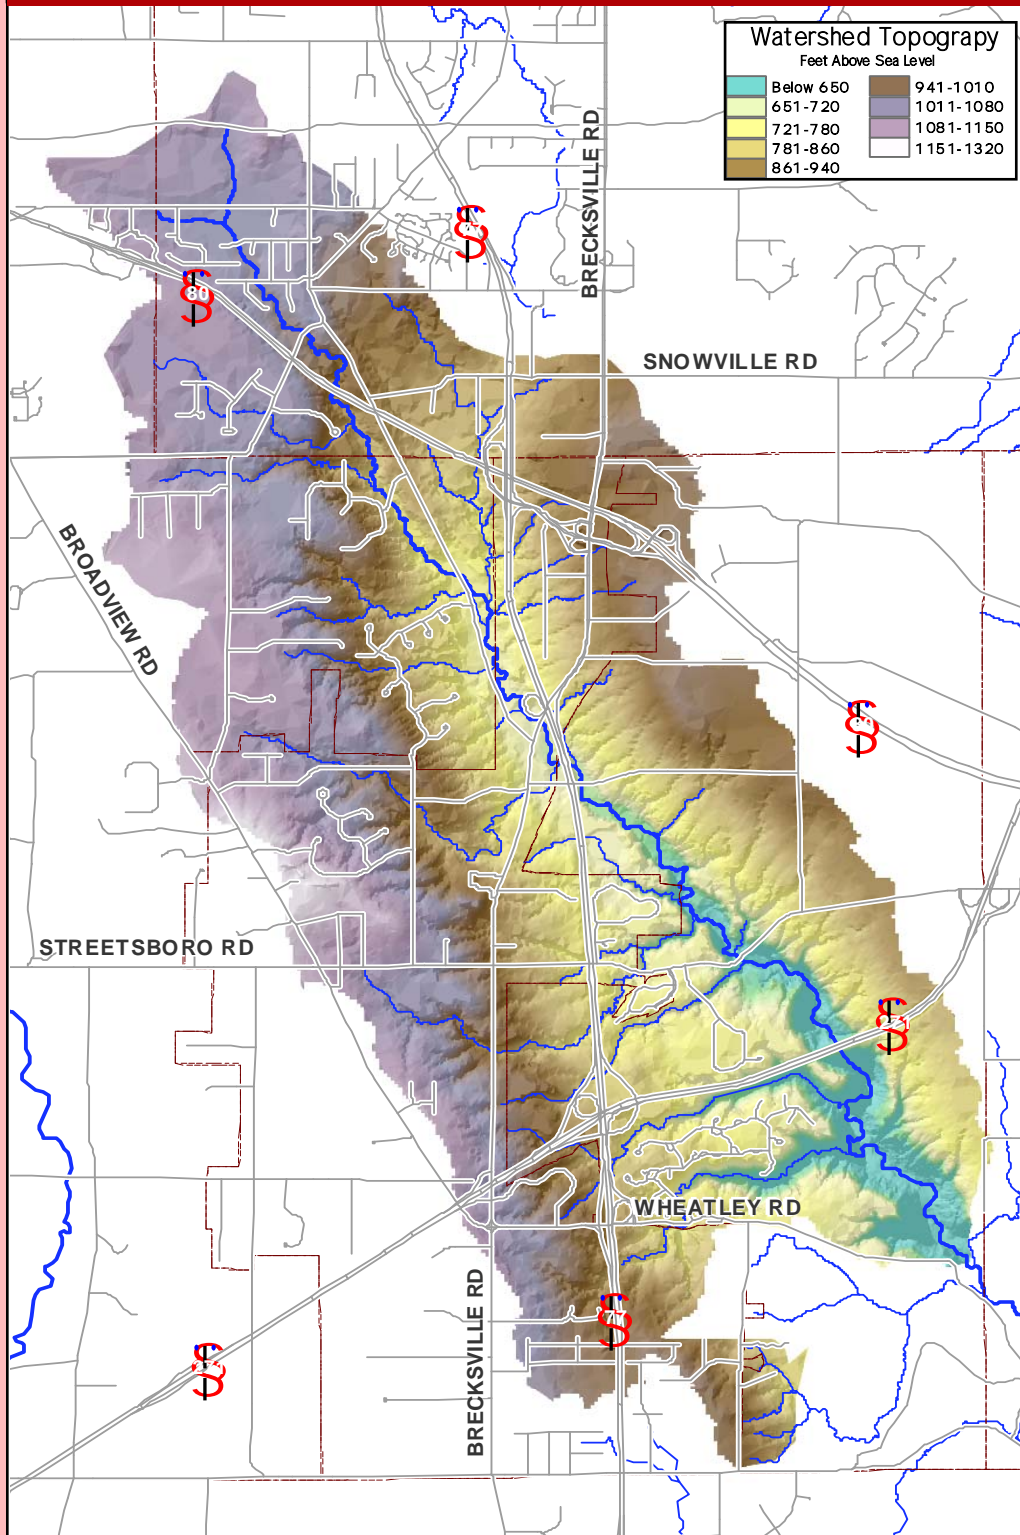 Watershed Topograpy
Feet Above Sea Level
Below 650
651-720
721-780
781-860
861-940
941-1010
1011-1080
1081-1150
1151-1320
BRECKSVILLE RD
80
SNOWVILLE RD
BROADVIEW RD
STREETSBORO RD
WHEATLEY RD
BRECKSVILLE RD